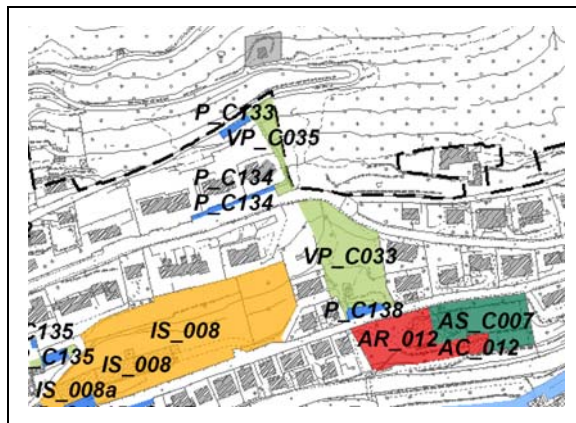 P_C133
VP_C035
P_C134
P_C134
VP_C033
P_C138
IS_008
AS_C007
AR_012
C135
AC_012
C135
IS_008
IS_008a